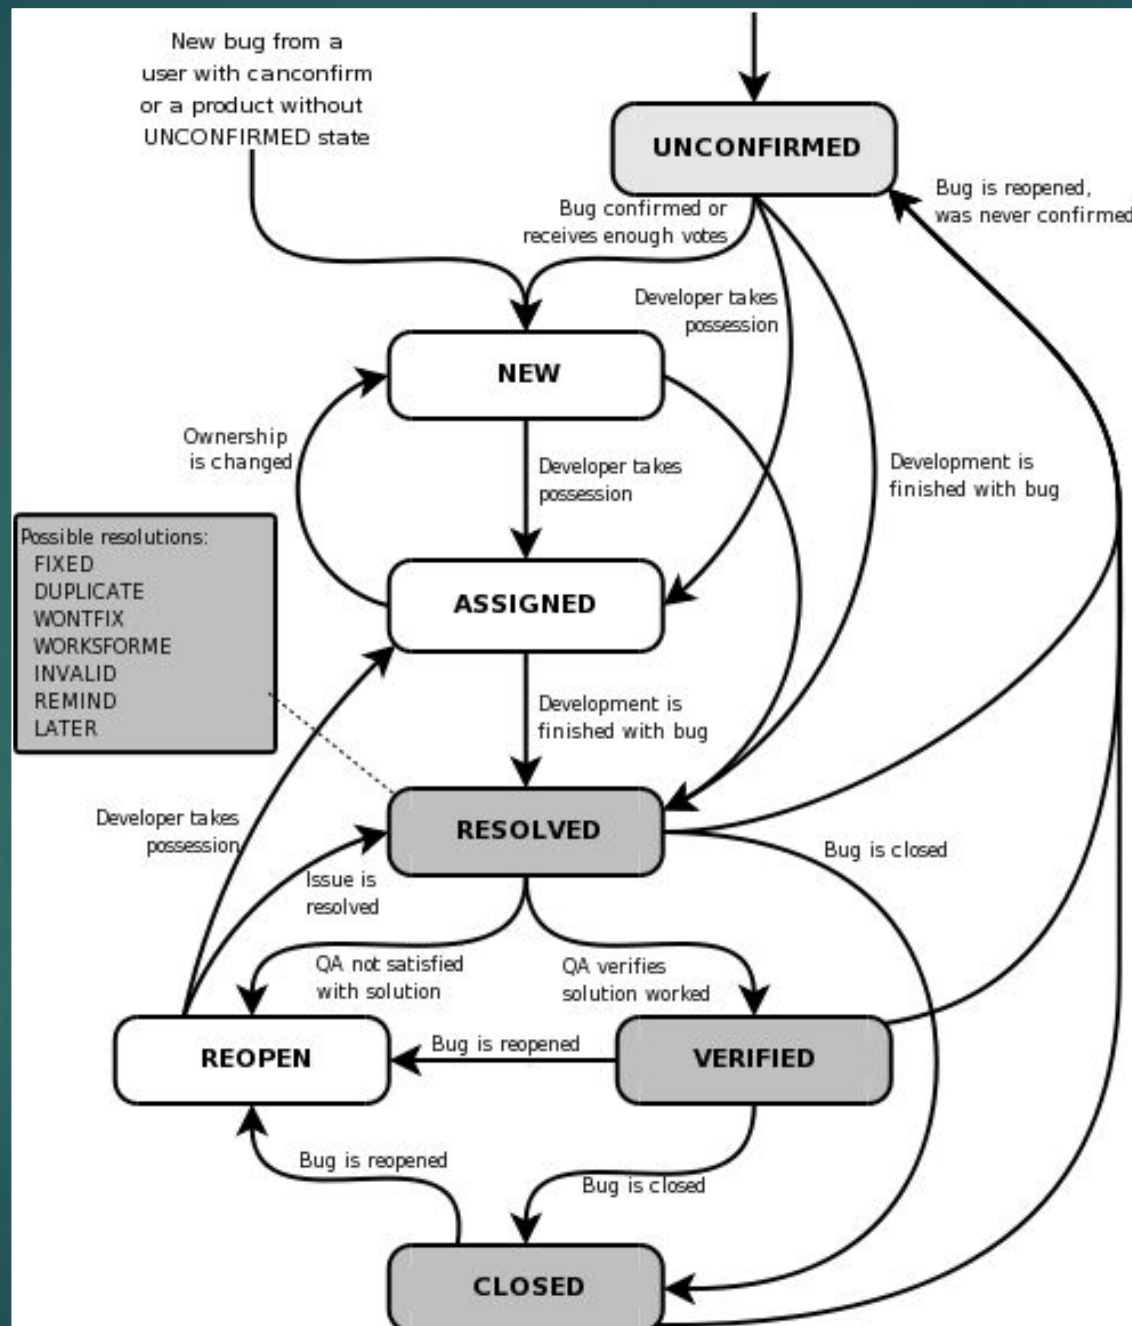 New bug from a
user with canconfirm
or a product without
UNCONFIRMED state
UNCONFIRMED
Bug is reopened,
was never confirmed
Bug confirmed or
receives enough votes
Developer takes
possession
NEW
Ownership
is changed
Developer takes
possession
Development is
finished with bug
Possible resolutions:
FIXED
DUPLICATE
WONTFIX
WORKSFORME
INVALID
REMIND
LATER
ASSIGNED
Development is
finished with bug
Developer takes
possession
RESOLVED
Bug is closed
Issue is
resolved
QA not satisfied
with solution
QA verifies
solution worked
REOPEN
Bug is reopened
VERIFIED
Bug is reopened
Bug is closed
CLOSED